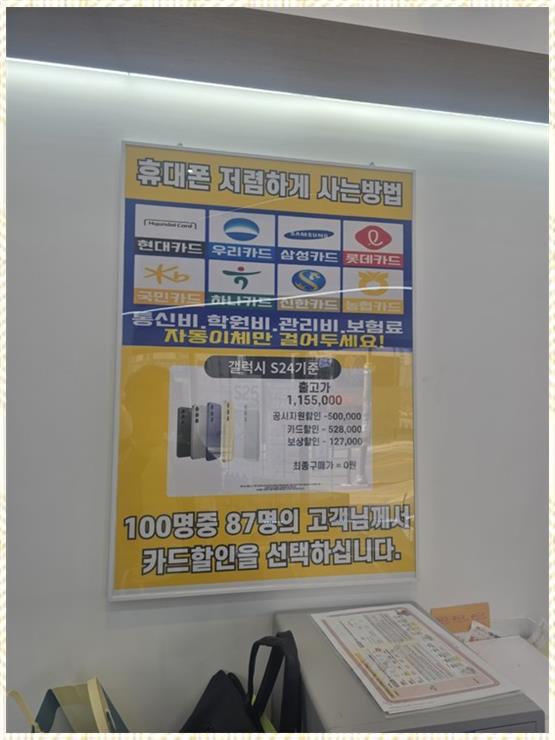 휴대폰 저렴하게 사는방법
Hyundai Card
SAMSUNG
현대카드 우리카드 삼성카드 롯데카드
국민카드 하나카드 신한카드 농협카드
통신비.학원비.관리비.보험료
자동이체만 걸어두세요!
갤럭시 S24기준
출고가
1,155,000
공시지원할인 -500,000
카드할인 - 528,000
보상할인 - 127,000
최종구매가 = 0원
100명중 87명의 고객님께서
카드할인을 선택하십니다.